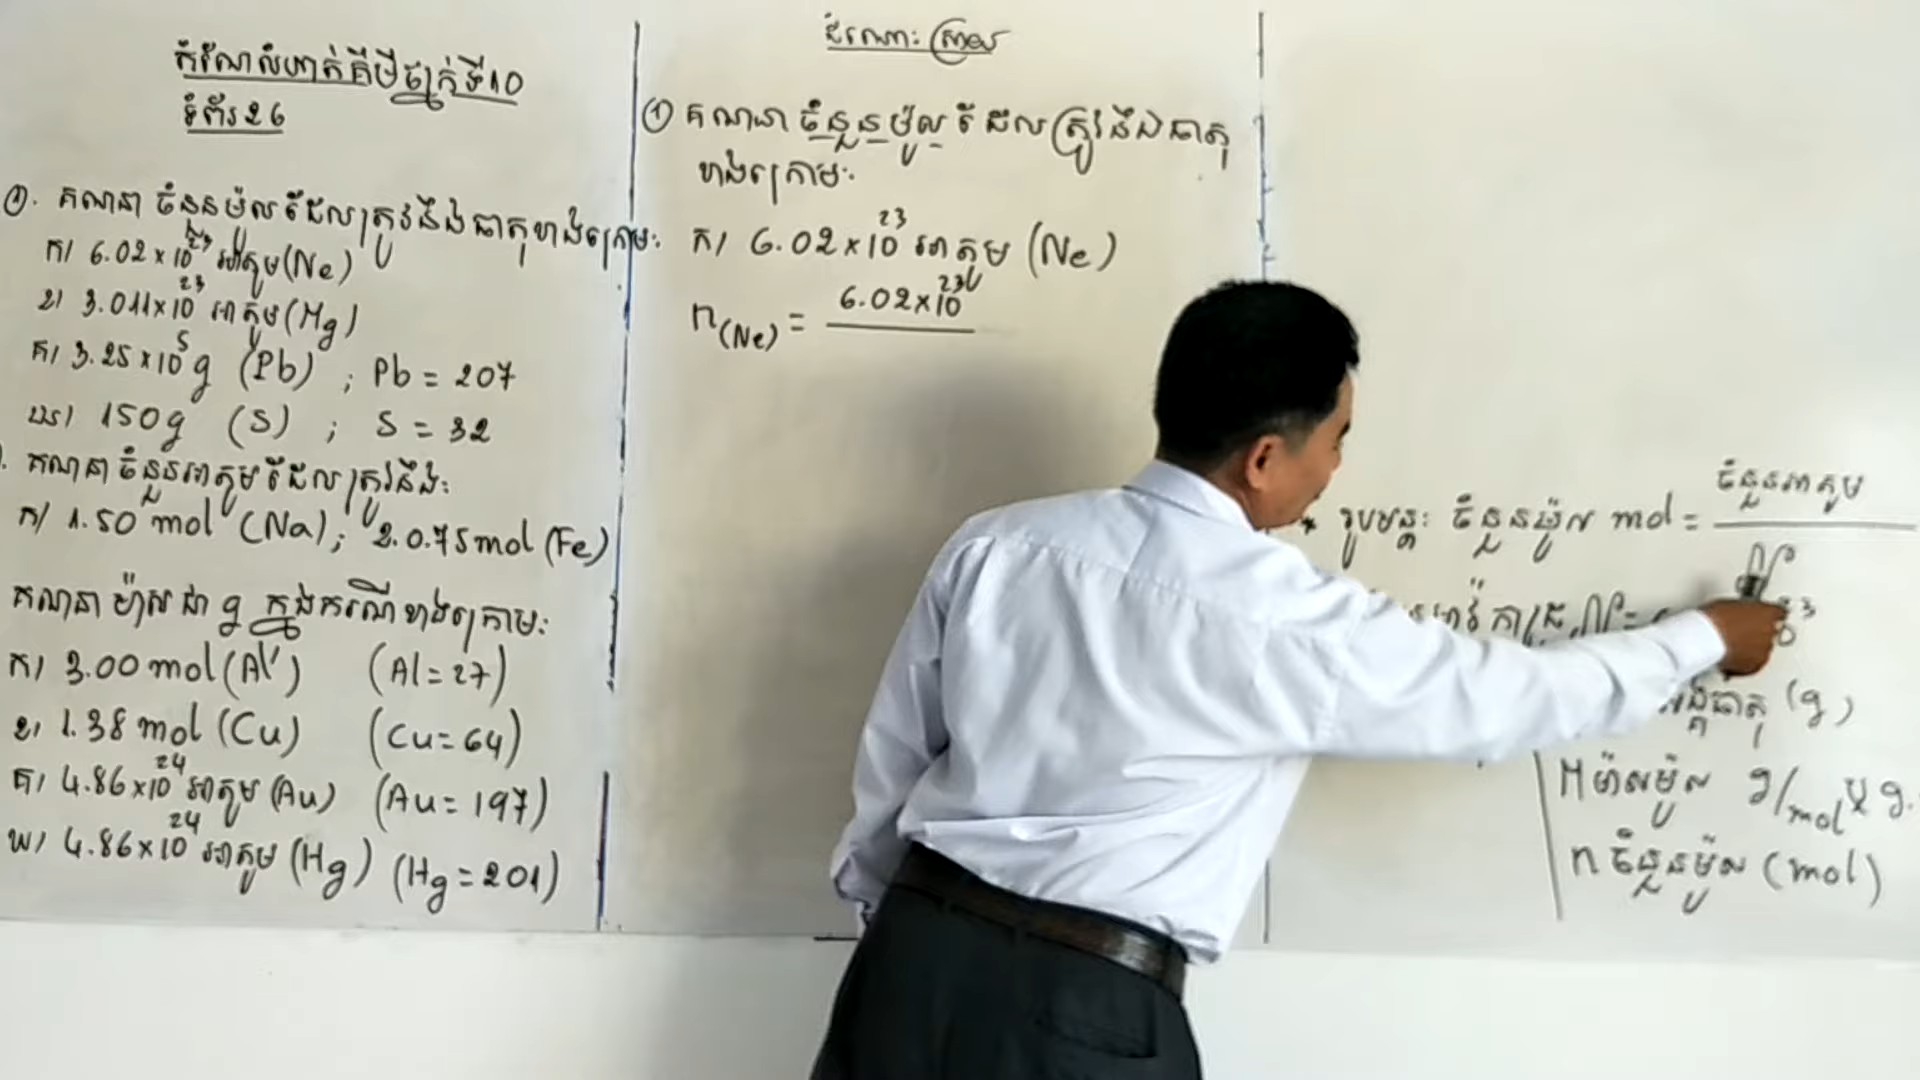 កំណែលំហាត់គីមីថ្នាក់ទី10
ទំព័រ26
1. គណនាចំនួនម៉ូលដែលត្រូវនឹងធាតុខាងក្រោម:
ក/ 6.02×10²³ អាតូម(Ne)
ខ/ 3.011×10²³ អាតូម(Hg)
គ/ 3.25×10⁵g (Pb) ; Pb = 207
ឃ/ 150g (S) ; S = 32
. គណនាចំនួនអាតូមដែលត្រូវនឹង:
ក/ 1.50 mol (Na); 2.0.75mol(Fe)
គណនាម៉ាសជា g ក្នុងករណីខាងក្រោម:
ក/ 3.00 mol(Al) (Al=27)
ខ/ 1.38 mol(Cu) (Cu=64)
គ/ 4.86×10²⁴ អាតូម(Au) (Au=197)
ឃ/ 4.86×10²⁴ អាតូម(Hg) (Hg=201)
ដំណោះស្រាយ
① គណនាចំនួនម៉ូលដែលត្រូវនឹងធាតុ
ខាងក្រោម:
ក/ 6.02×10²³ អាតូម (Ne)
n(Ne) = 6.02×10²³
* រូបមន្ត: ចំនួនម៉ូល mol = ចំនួនអាតូម
(g)
M ម៉ាសម៉ូល g/mol ឬ g.
n ចំនួនម៉ូល (mol)